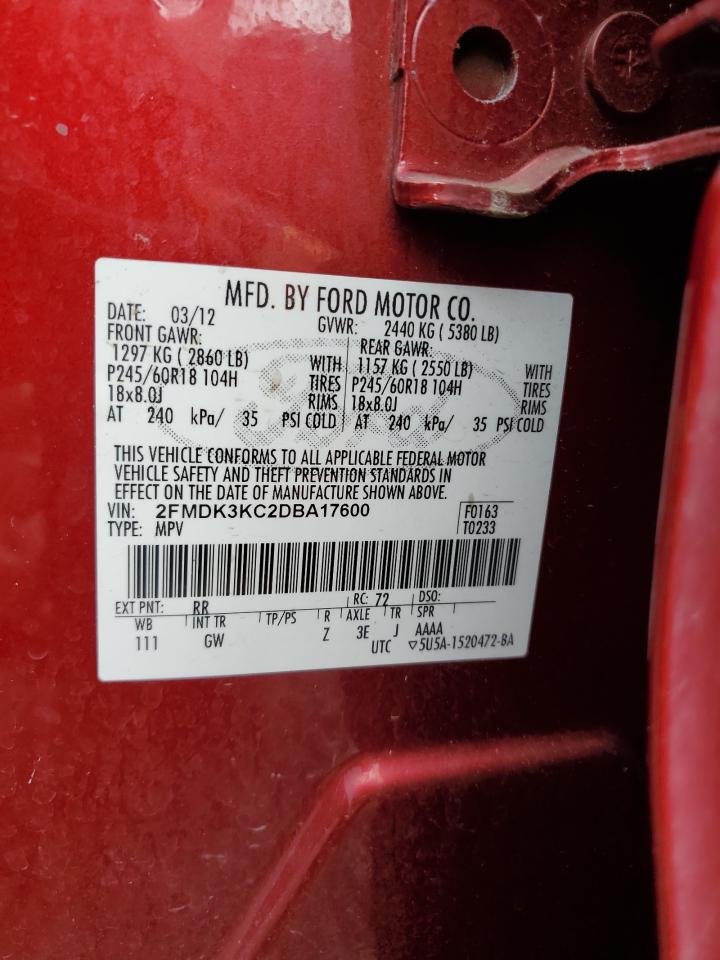 MFD. BY FORD MOTOR CO.
DATE: 03/12 GVWR: 2440 KG ( 5380 LB)
FRONT GAWR: REAR GAWR:
1297 KG ( 2860 LB) WITH 1157 KG ( 2550 LB) WITH
P245/60R18 104H TIRES P245/60R18 104H TIRES
18x8.0J RIMS 18x8.0J RIMS
AT 240 kPa/ 35 PSI COLD AT 240 kPa/ 35 PSI COLD
THIS VEHICLE CONFORMS TO ALL APPLICABLE FEDERAL MOTOR
VEHICLE SAFETY AND THEFT PREVENTION STANDARDS IN
EFFECT ON THE DATE OF MANUFACTURE SHOWN ABOVE.
VIN: 2FMDK3KC2DBA17600 F0163
TYPE: MPV T0233
EXT PNT: RR RC: 72 DSO:
WB INT TR TP/PS R AXLE TR SPR
111 GW Z 3E J AAAA
UTC ▽5U5A-1520472-BA